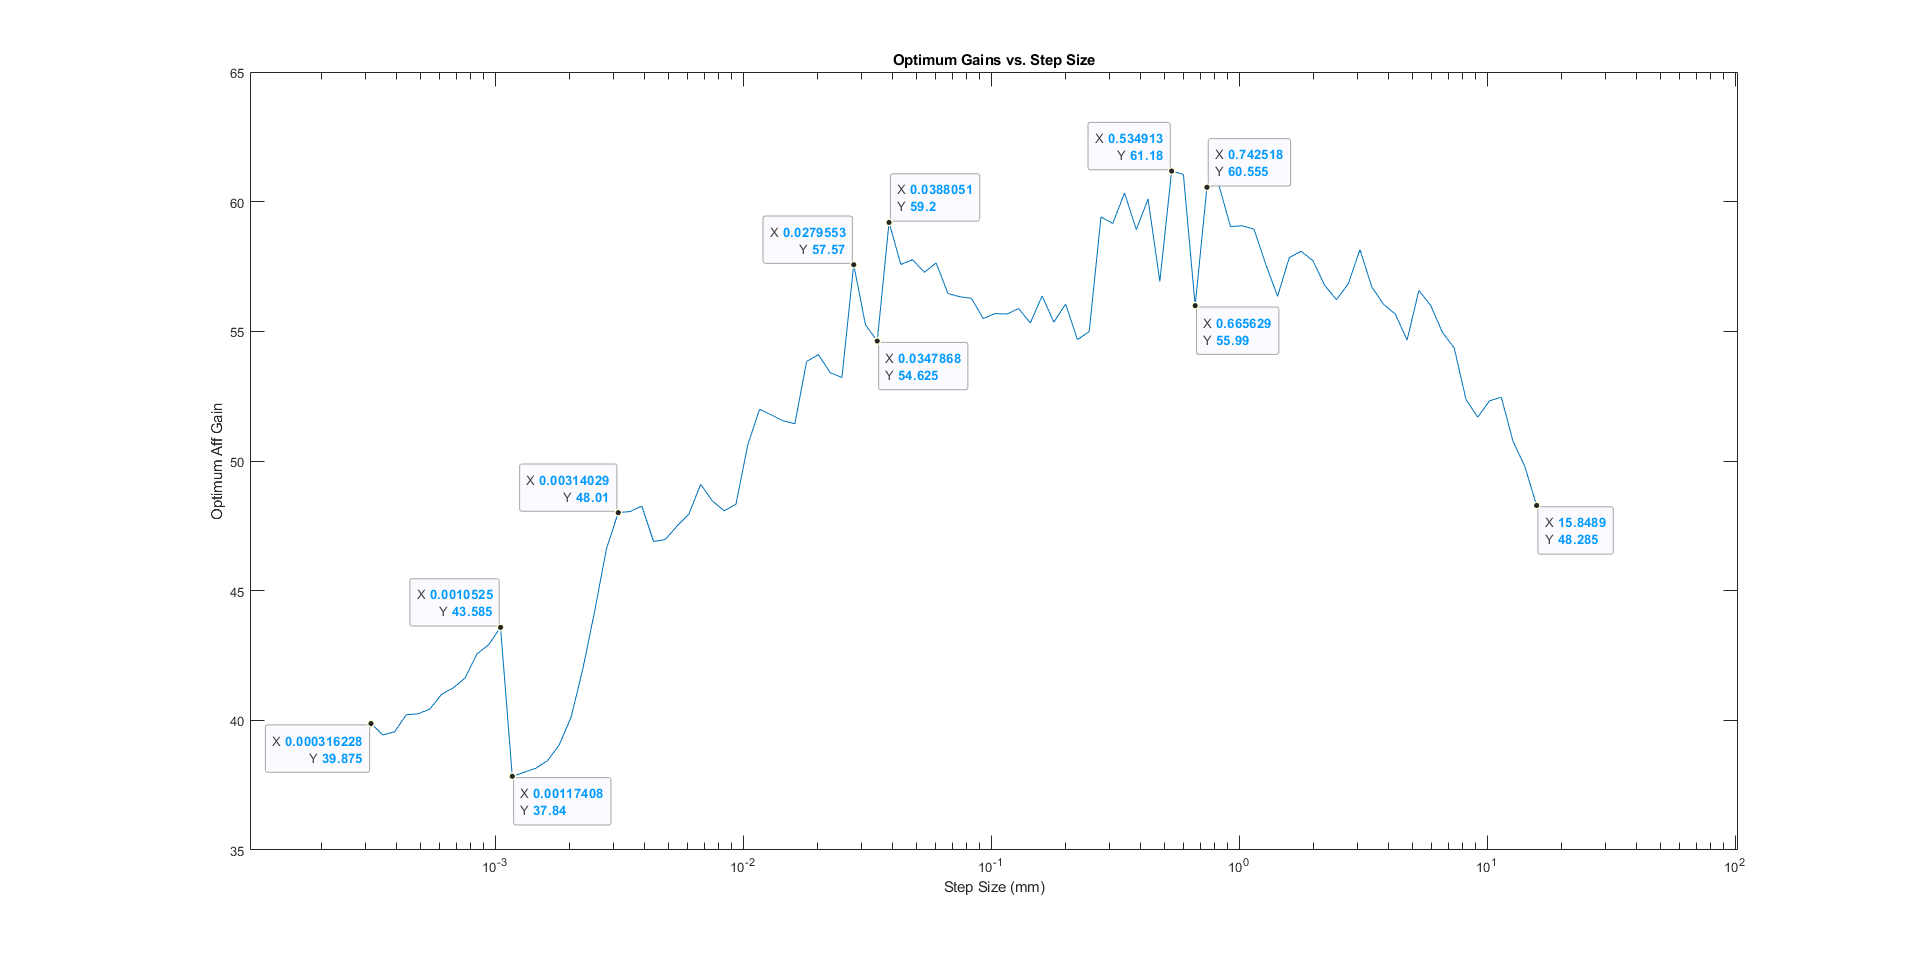 Optimum Gains vs. Step Size
65
60
55
50
45
40
35
Optimum Aff Gain
X 0.000316228
Y 39.875
X 0.0010525
Y 43.585
X 0.00117408
Y 37.84
X 0.00314029
Y 48.01
X 0.0279553
Y 57.57
X 0.0347868
Y 54.625
X 0.0388051
Y 59.2
X 0.534913
Y 61.18
X 0.665629
Y 55.99
X 0.742518
Y 60.555
X 15.8489
Y 48.285
10-3
10-2
10-1
100
101
102
Step Size (mm)